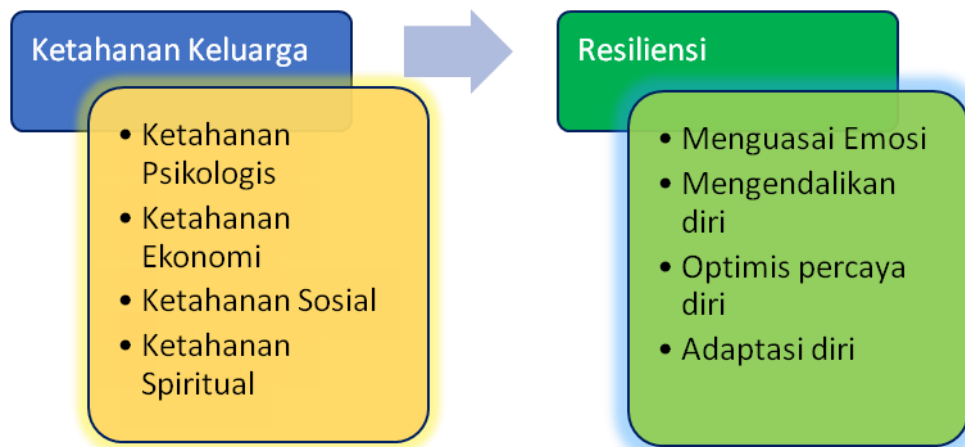 Ketahanan Keluarga
• Ketahanan
Psikologis
• Ketahanan
Ekonomi
• Ketahanan Sosial
• Ketahanan
Spiritual
Resiliensi
• Menguasai Emosi
• Mengendalikan
diri
• Optimis percaya
diri
• Adaptasi diri